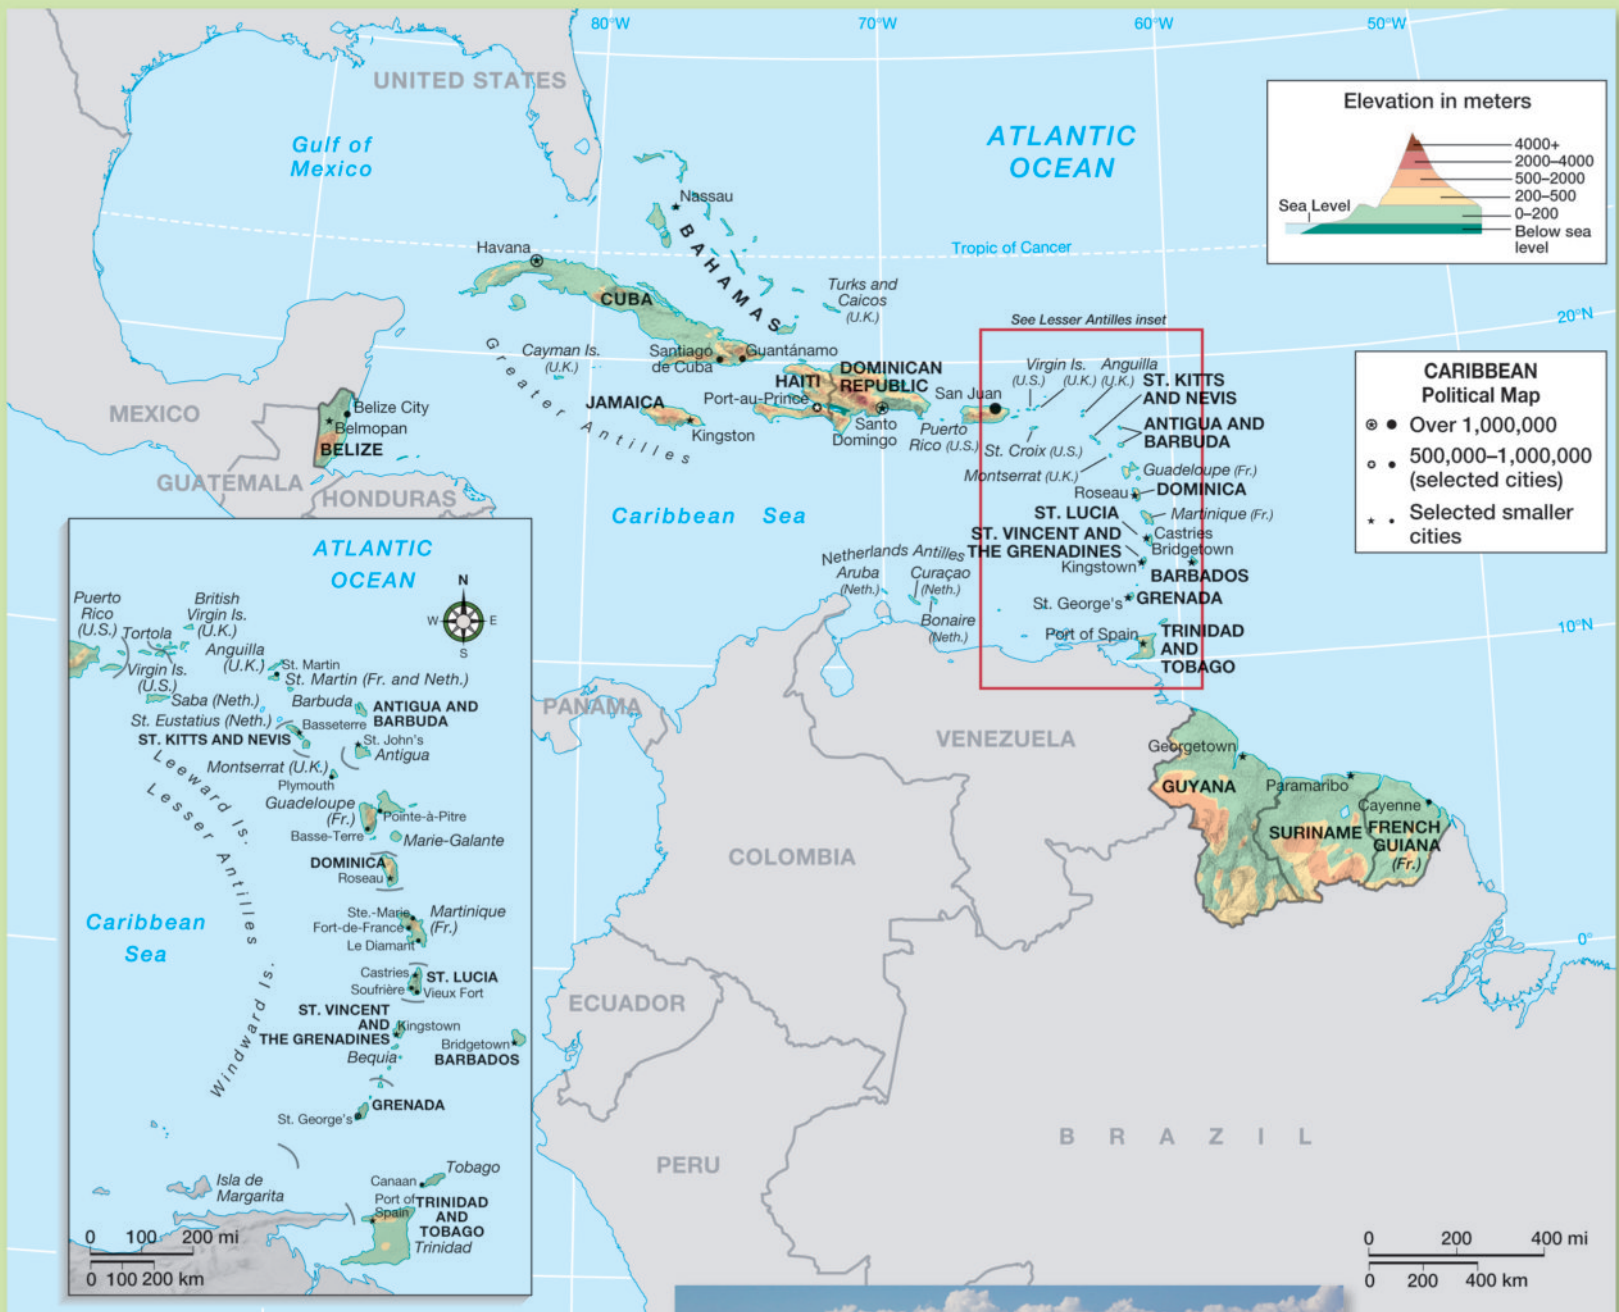 80°W
70°W
60°W
50°W
UNITED STATES
Gulf of
Mexico
ATLANTIC
OCEAN
Elevation in meters
4000+
2000–4000
500–2000
200–500
0–200
Below sea
level
Sea Level
Nassau
BAHAMAS
Havana
Tropic of Cancer
CUBA
Turks and
Caicos
(U.K.)
20°N
See Lesser Antilles inset
Cayman Is.
(U.K.)
Santiago
de Cuba
Guantánamo
Greater Antilles
HAITI
DOMINICAN
REPUBLIC
Port-au-Prince
Santo
Domingo
JAMAICA
Kingston
San Juan
Puerto
Rico (U.S.)
Virgin Is.
(U.S.)
(U.K.)
Anguilla
(U.K.)
ST. KITTS
AND NEVIS
ANTIGUA AND
BARBUDA
St. Croix (U.S.)
Montserrat (U.K.)
Guadeloupe (Fr.)
Roseau
DOMINICA
ST. LUCIA
Martinique (Fr.)
Castries
ST. VINCENT AND
THE GRENADINES
Bridgetown
Kingstown
BARBADOS
St. George's
GRENADA
Port of Spain
TRINIDAD
AND
TOBAGO
CARIBBEAN
Political Map
Over 1,000,000
500,000–1,000,000
(selected cities)
Selected smaller
cities
MEXICO
Belize City
Belmopan
BELIZE
GUATEMALA
HONDURAS
Caribbean Sea
Netherlands Antilles
Aruba
(Neth.)
Curaçao
(Neth.)
Bonaire
(Neth.)
10°N
PANAMA
VENEZUELA
Georgetown
GUYANA
Paramaribo
SURINAME
Cayenne
FRENCH
GUIANA
(Fr.)
COLOMBIA
0°
ECUADOR
PERU
BRAZIL
0 200 400 mi
0 200 400 km
ATLANTIC
OCEAN
N
W
E
S
Puerto
Rico
(U.S.)
Tortola
British
Virgin Is.
(U.K.)
Virgin Is.
(U.S.)
Anguilla
(U.K.)
St. Martin
St. Martin (Fr. and Neth.)
Saba (Neth.)
Barbuda
ANTIGUA AND
BARBUDA
St. Eustatius (Neth.)
Basseterre
ST. KITTS AND NEVIS
St. John's
Antigua
Montserrat (U.K.)
Plymouth
Leeward Is.
Lesser Antilles
Guadeloupe
(Fr.)
Pointe-à-Pitre
Basse-Terre
Marie-Galante
DOMINICA
Roseau
Caribbean
Sea
Ste.-Marie
Martinique
(Fr.)
Fort-de-France
Le Diamant
Castries
ST. LUCIA
Soufrière
Vieux Fort
Windward Is.
ST. VINCENT
AND
THE GRENADINES
Kingstown
Bequia
Bridgetown
BARBADOS
GRENADA
St. George's
Isla de
Margarita
Tobago
Canaan
Port of
Spain
TRINIDAD
AND
TOBAGO
Trinidad
0 100 200 mi
0 100 200 km